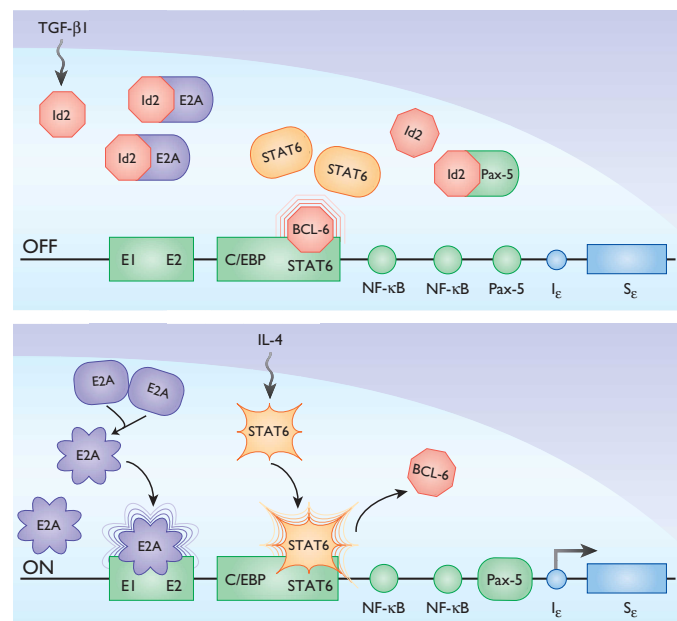 TGF-β1
Id2
Id2 E2A
Id2 E2A
STAT6
STAT6
Id2
Id2 Pax-5
BCL-6
OFF
E1 E2
C/EBP
STAT6
NF-κB
NF-κB
Pax-5
Iε
Sε
IL-4
E2A
E2A
E2A
STAT6
BCL-6
E2A
E2A
STAT6
ON
E1 E2
C/EBP
STAT6
NF-κB
NF-κB
Pax-5
Iε
Sε